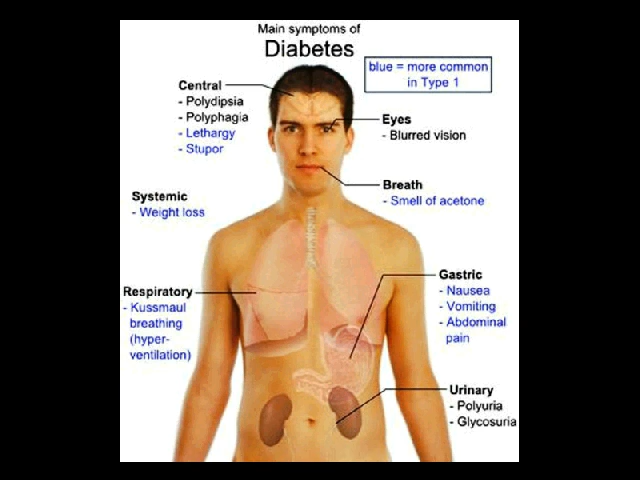 Main symptoms of
Diabetes
blue = more common
in Type 1
Central
- Polydipsia
- Polyphagia
- Lethargy
- Stupor
Eyes
- Blurred vision
Breath
- Smell of acetone
Systemic
- Weight loss
Gastric
- Nausea
- Vomiting
- Abdominal
pain
Respiratory
- Kussmaul
breathing
(hyper-
ventilation)
Urinary
- Polyuria
- Glycosuria